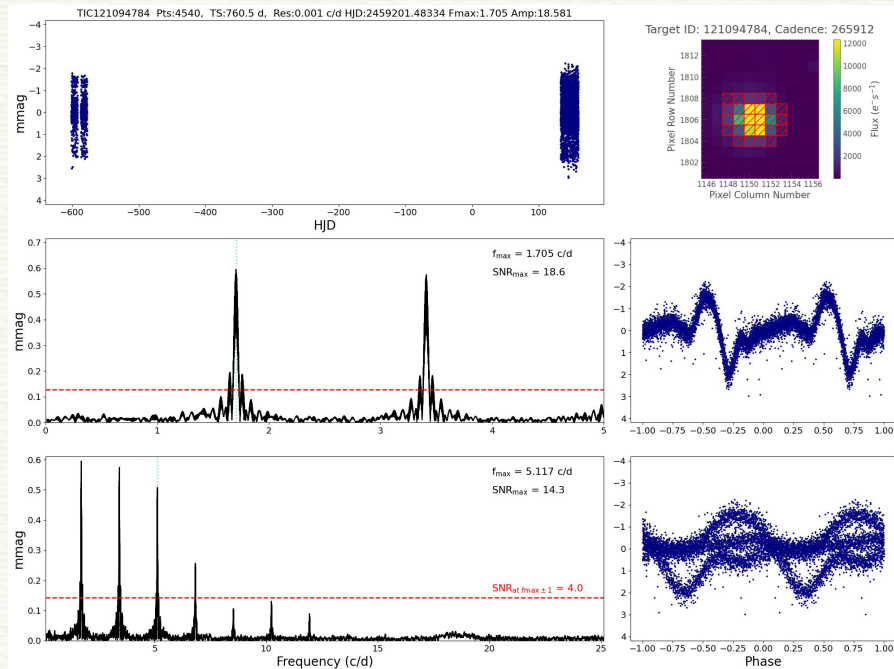 TIC121094784 Pts:4540, TS:760.5 d, Res:0.001 c/d HJD:2459201.48334 Fmax:1.705 Amp:18.581
−4
−3
−2
−1
0
1
2
3
4
mmag
−600 −500 −400 −300 −200 −100 0 100
HJD
Target ID: 121094784, Cadence: 265912
1812
1810
1808
1806
1804
1802
Pixel Row Number
1146 1148 1150 1152 1154 1156
Pixel Column Number
12000
10000
8000
6000
4000
2000
Flux (e⁻s⁻¹)
0.7
0.6
0.5
0.4
0.3
0.2
0.1
0.0
mmag
fmax = 1.705 c/d
SNRmax = 18.6
0 1 2 3 4 5
−4
−3
−2
−1
0
1
2
3
4
−1.00 −0.75 −0.50 −0.25 0.00 0.25 0.50 0.75 1.00
0.6
0.5
0.4
0.3
0.2
0.1
0.0
mmag
fmax = 5.117 c/d
SNRmax = 14.3
SNRat fmax ± 1 = 4.0
0 5 10 15 20 25
Frequency (c/d)
−4
−3
−2
−1
0
1
2
3
4
−1.00 −0.75 −0.50 −0.25 0.00 0.25 0.50 0.75 1.00
Phase